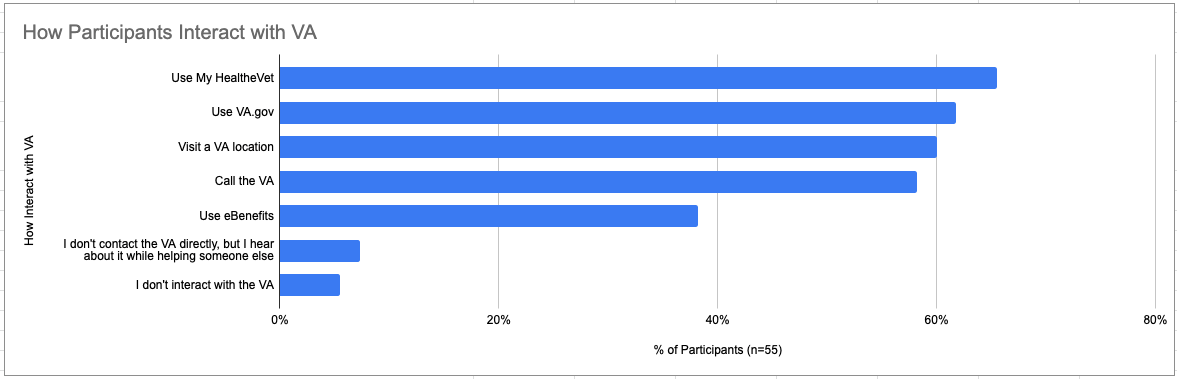 How Participants Interact with VA
How Interact with VA
Use My HealtheVet
Use VA.gov
Visit a VA location
Call the VA
Use eBenefits
I don't contact the VA directly, but I hear
about it while helping someone else
I don't interact with the VA
0%
20%
40%
60%
80%
% of Participants (n=55)